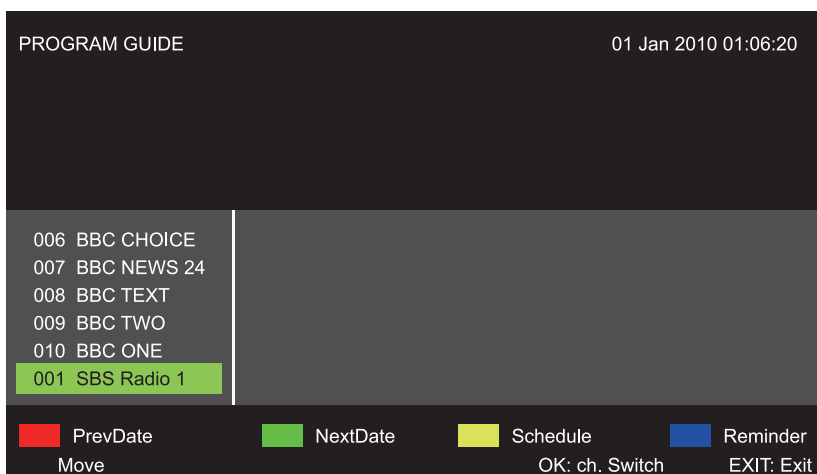 PROGRAM GUIDE 01 Jan 2010 01:06:20
006 BBC CHOICE
007 BBC NEWS 24
008 BBC TEXT
009 BBC TWO
010 BBC ONE
001 SBS Radio 1
PrevDate NextDate Schedule Reminder
Move OK: ch. Switch EXIT: Exit